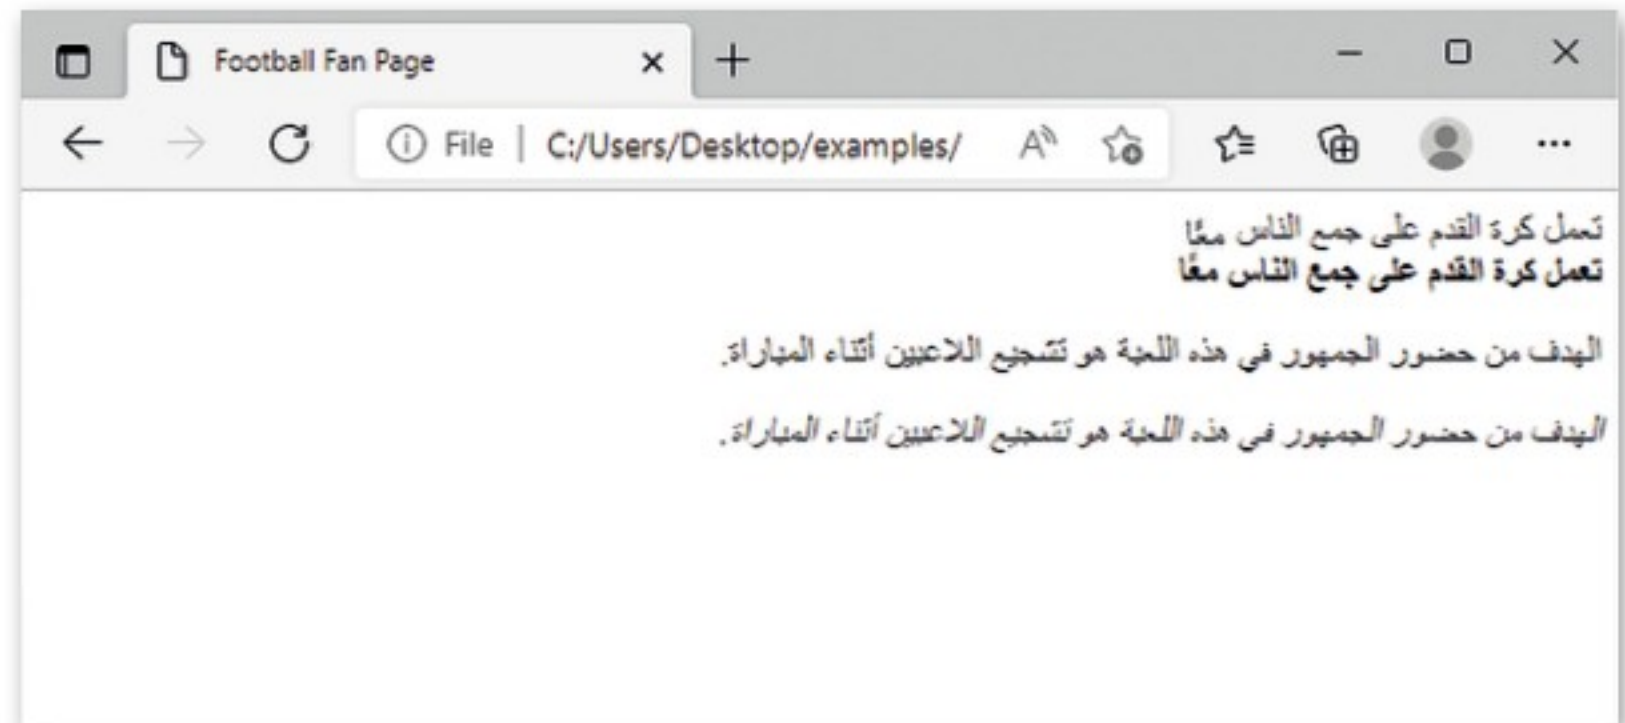 Football Fan Page
File | C:/Users/Desktop/examples/
تعمل كرة القدم على جمع الناس معًا
تعمل كرة القدم على جمع الناس معًا
الهدف من حضور الجمهور في هذه اللعبة هو تشجيع اللاعبين أثناء المباراة.
الهدف من حضور الجمهور في هذه اللعبة هو تشجيع اللاعبين أثناء المباراة.